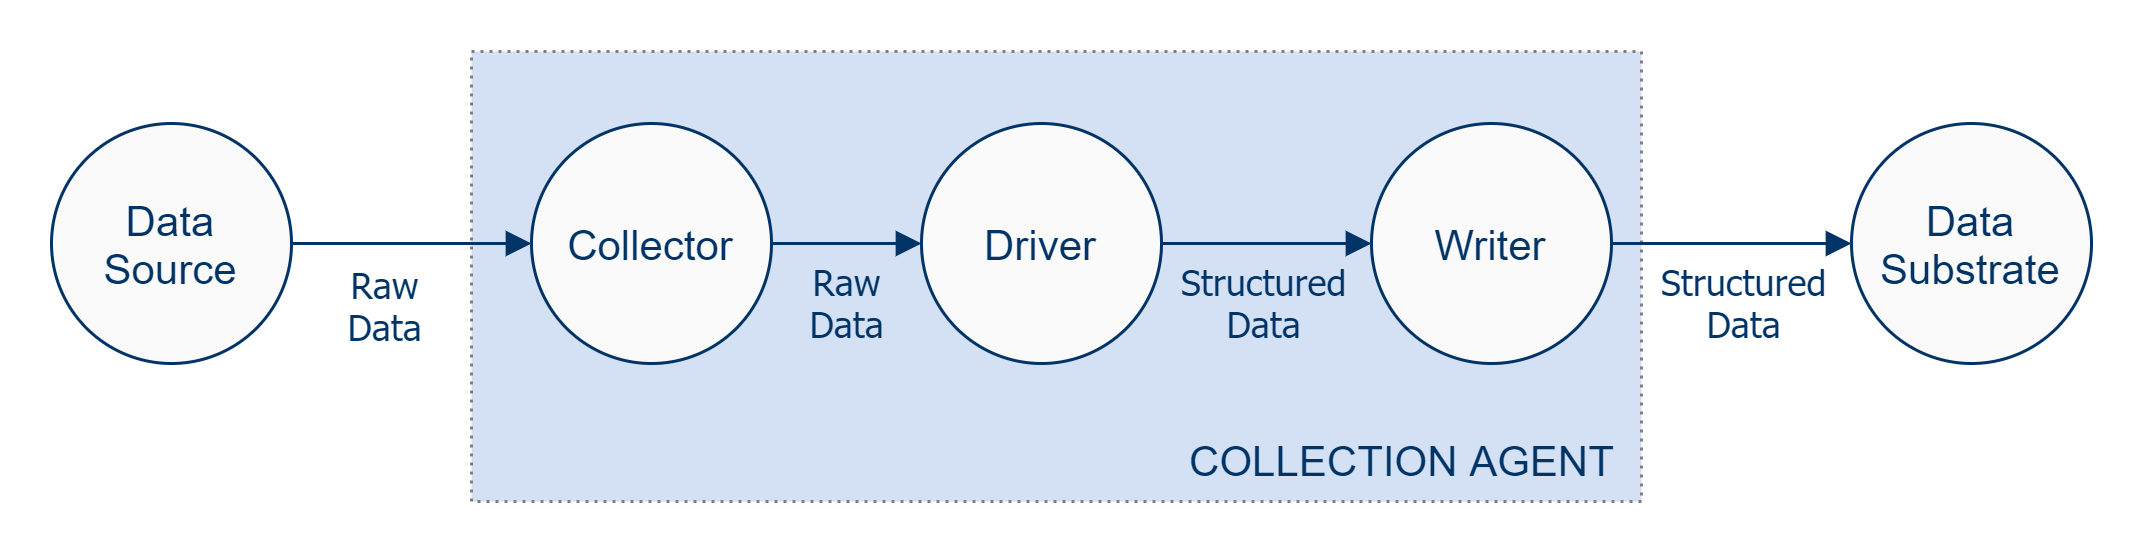 Data
Source
Raw
Data
Collector
Raw
Data
Driver
Structured
Data
Writer
Structured
Data
Data
Substrate
COLLECTION AGENT